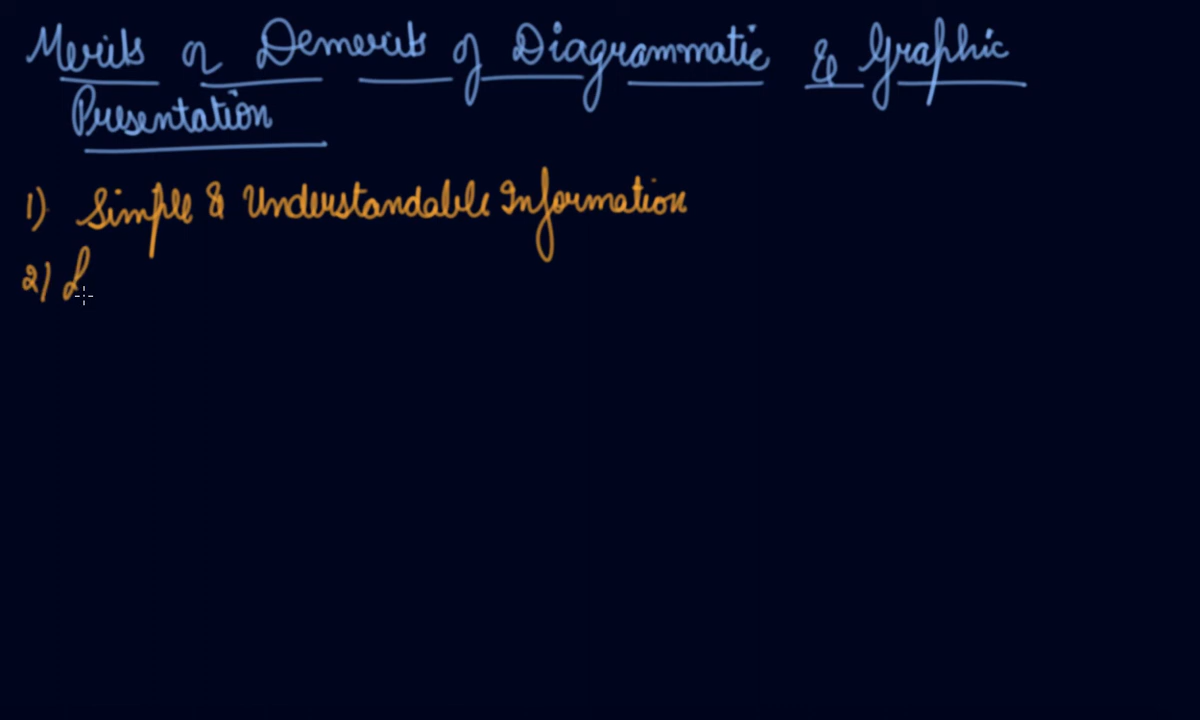 Merits or Demerits of Diagrammatic & Graphic
Presentation
1) Simple & Understandable Information
2) L